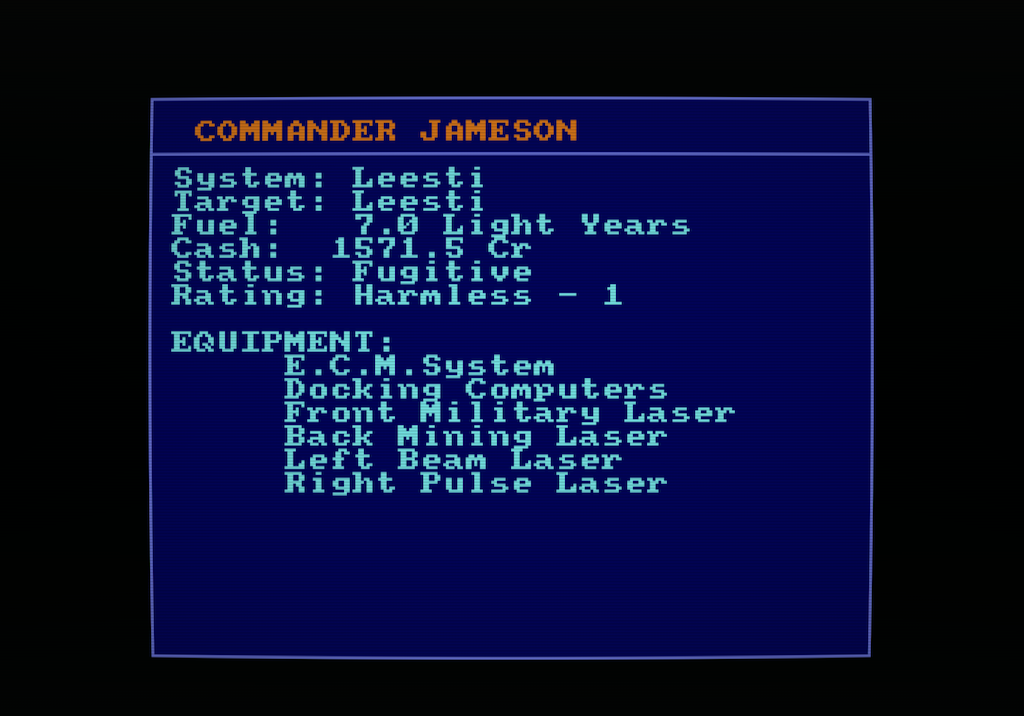 COMMANDER JAMESON
System: Leesti
Target: Leesti
Fuel: 7.0 Light Years
Cash: 1571.5 Cr
Status: Fugitive
Rating: Harmless - 1
EQUIPMENT:
E.C.M.System
Docking Computers
Front Military Laser
Back Mining Laser
Left Beam Laser
Right Pulse Laser